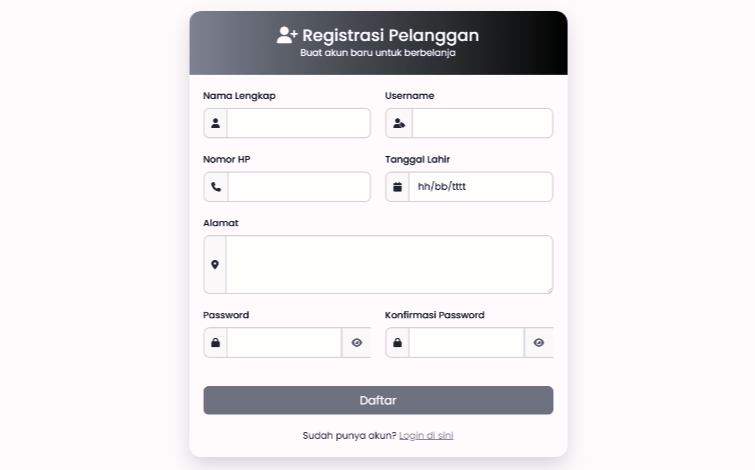 Registrasi Pelanggan
Buat akun baru untuk berbelanja
Nama Lengkap
Username
Nomor HP
Tanggal Lahir
hh/bb/tttt
Alamat
Password
Konfirmasi Password
Daftar
Sudah punya akun? Login di sini